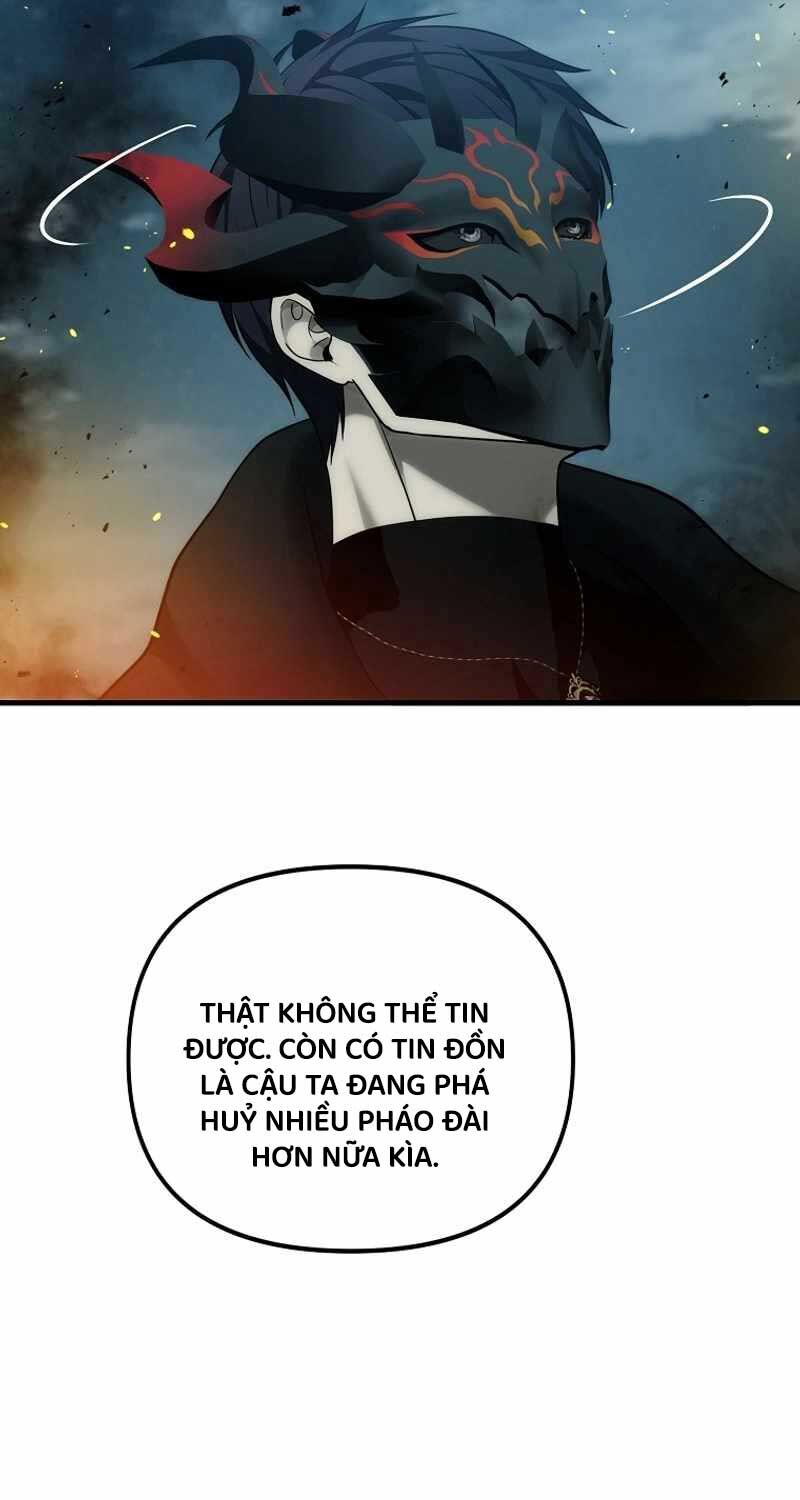 THẬT KHÔNG THỂ TIN
ĐƯỢC. CÒN CÓ TIN ĐỒN
LÀ CẬU TA ĐANG PHÁ
HUỶ NHIỀU PHÁO ĐÀI
HƠN NỮA KÌA.